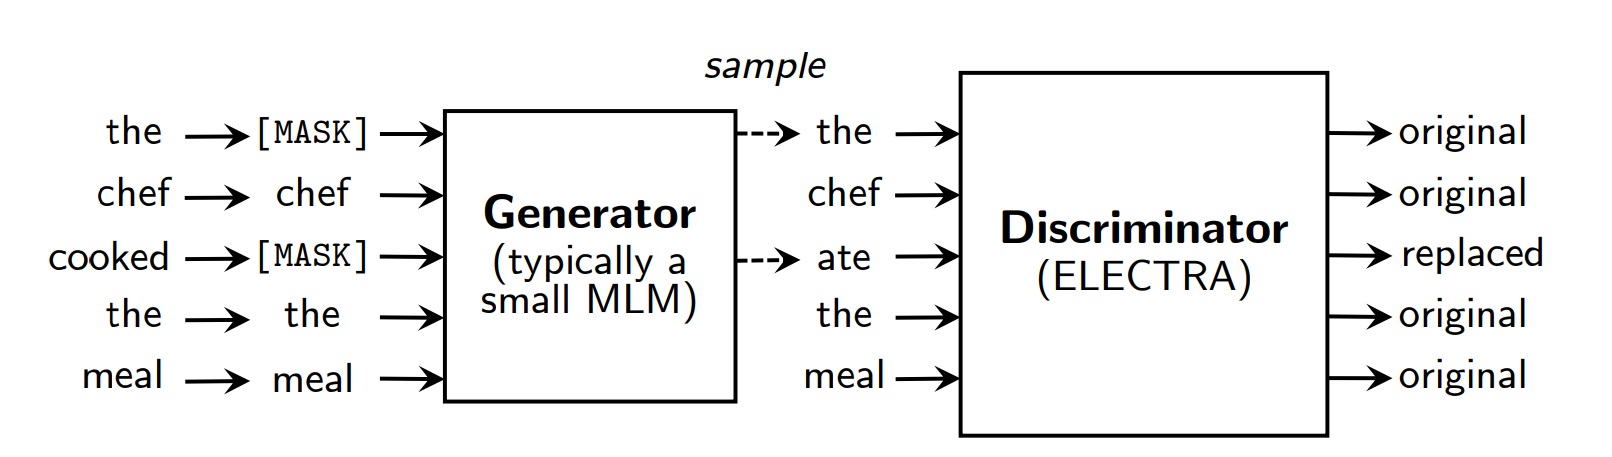 sample
the [MASK] the original
chef chef chef original
cooked [MASK] ate replaced
the the the original
meal meal meal original
Generator
(typically a
small MLM)
Discriminator
(ELECTRA)